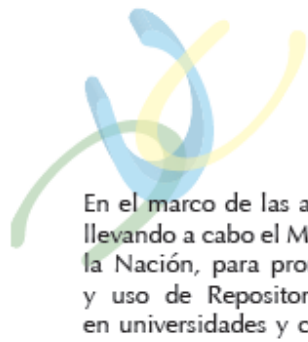 En el marco de las
llevando a cabo el
la Nación, para
y uso de
en universidades y